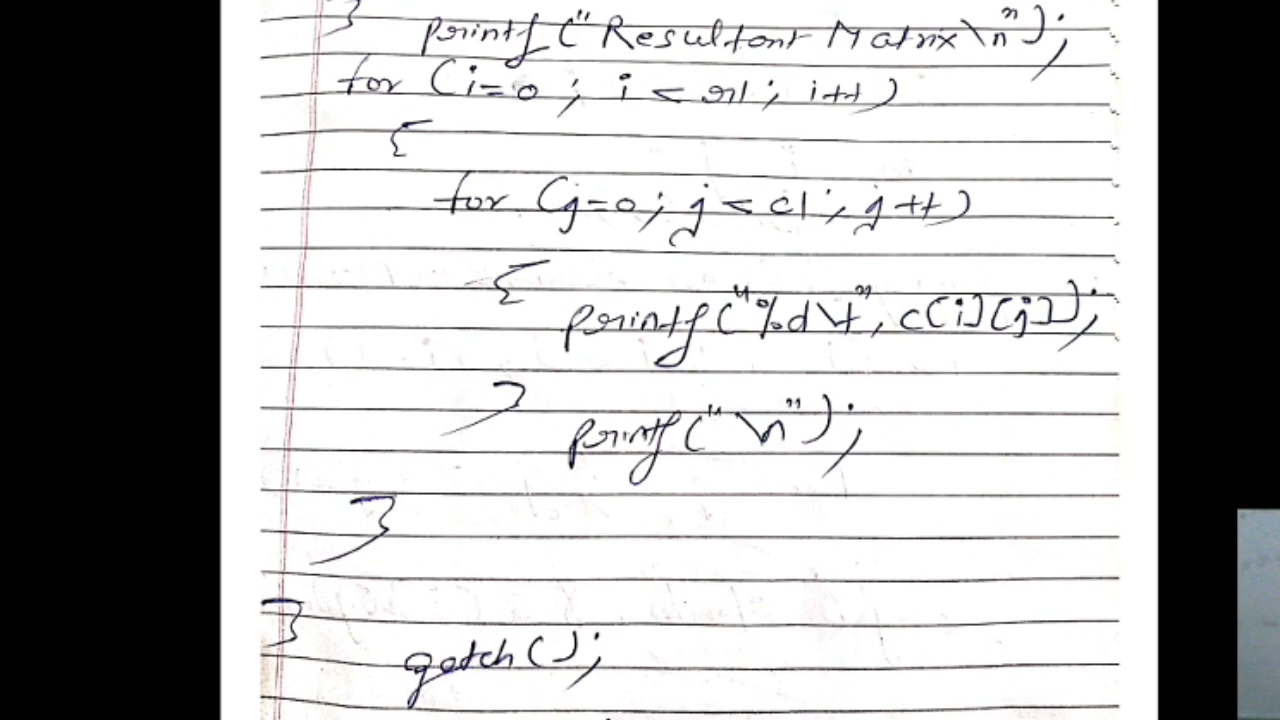 }
printf("Resultant Matrix\n");
for (i=0; i<r1; i++)
{
for (j=0; j<c1; j++)
{
printf("%d\t", c[i][j]);
}
printf("\n");
}
}
getch();